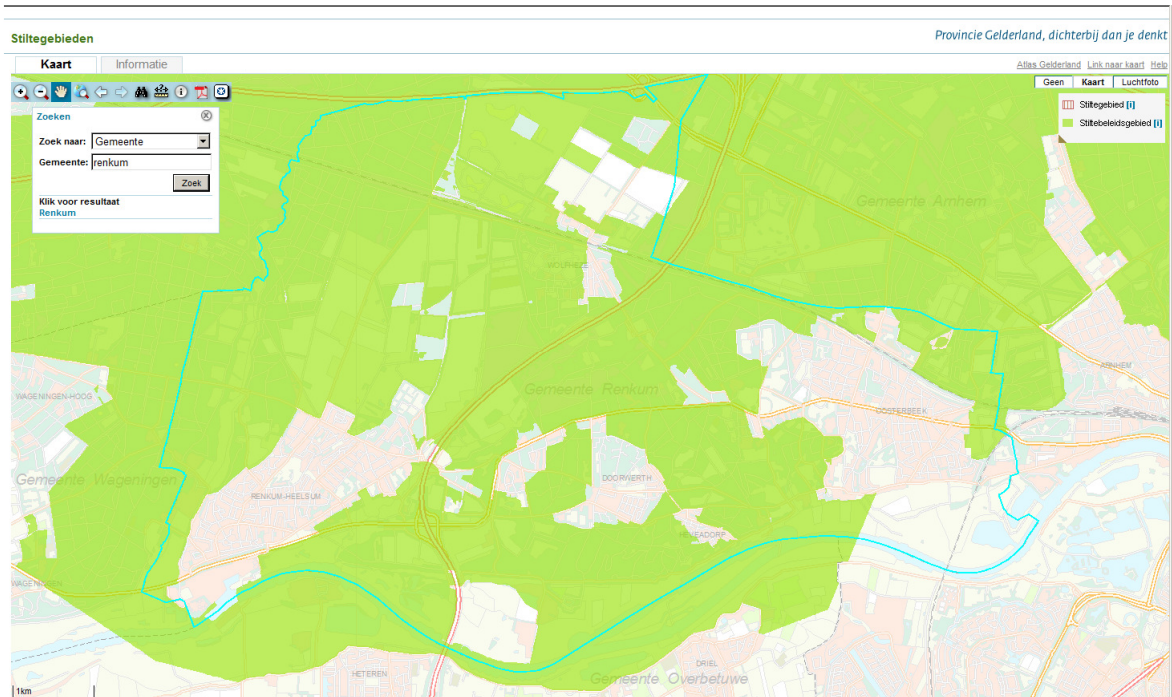 Stiltegebieden
Provincie Gelderland, dichterbij dan je denkt
Kaart Informatie
Atlas Gelderland Link naar kaart Help
Geen Kaart Luchtfoto
Stiltegebied [i]
Stiltebeleidsgebied [i]
Zoeken
Zoek naar: Gemeente
Gemeente: renkum
Zoek
Klik voor resultaat
Renkum
Gemeente Arnhem
WOLFHEZE
ARNHEM
WAGENINGEN-HOOG
Gemeente Renkum
OOSTERBEEK
Gemeente Wageningen
DOORWERTH
RENKUM-HEELSUM
HEVEADORP
WAGENINGEN
DRIEL
HETEREN
Gemeente Overbetuwe
1km